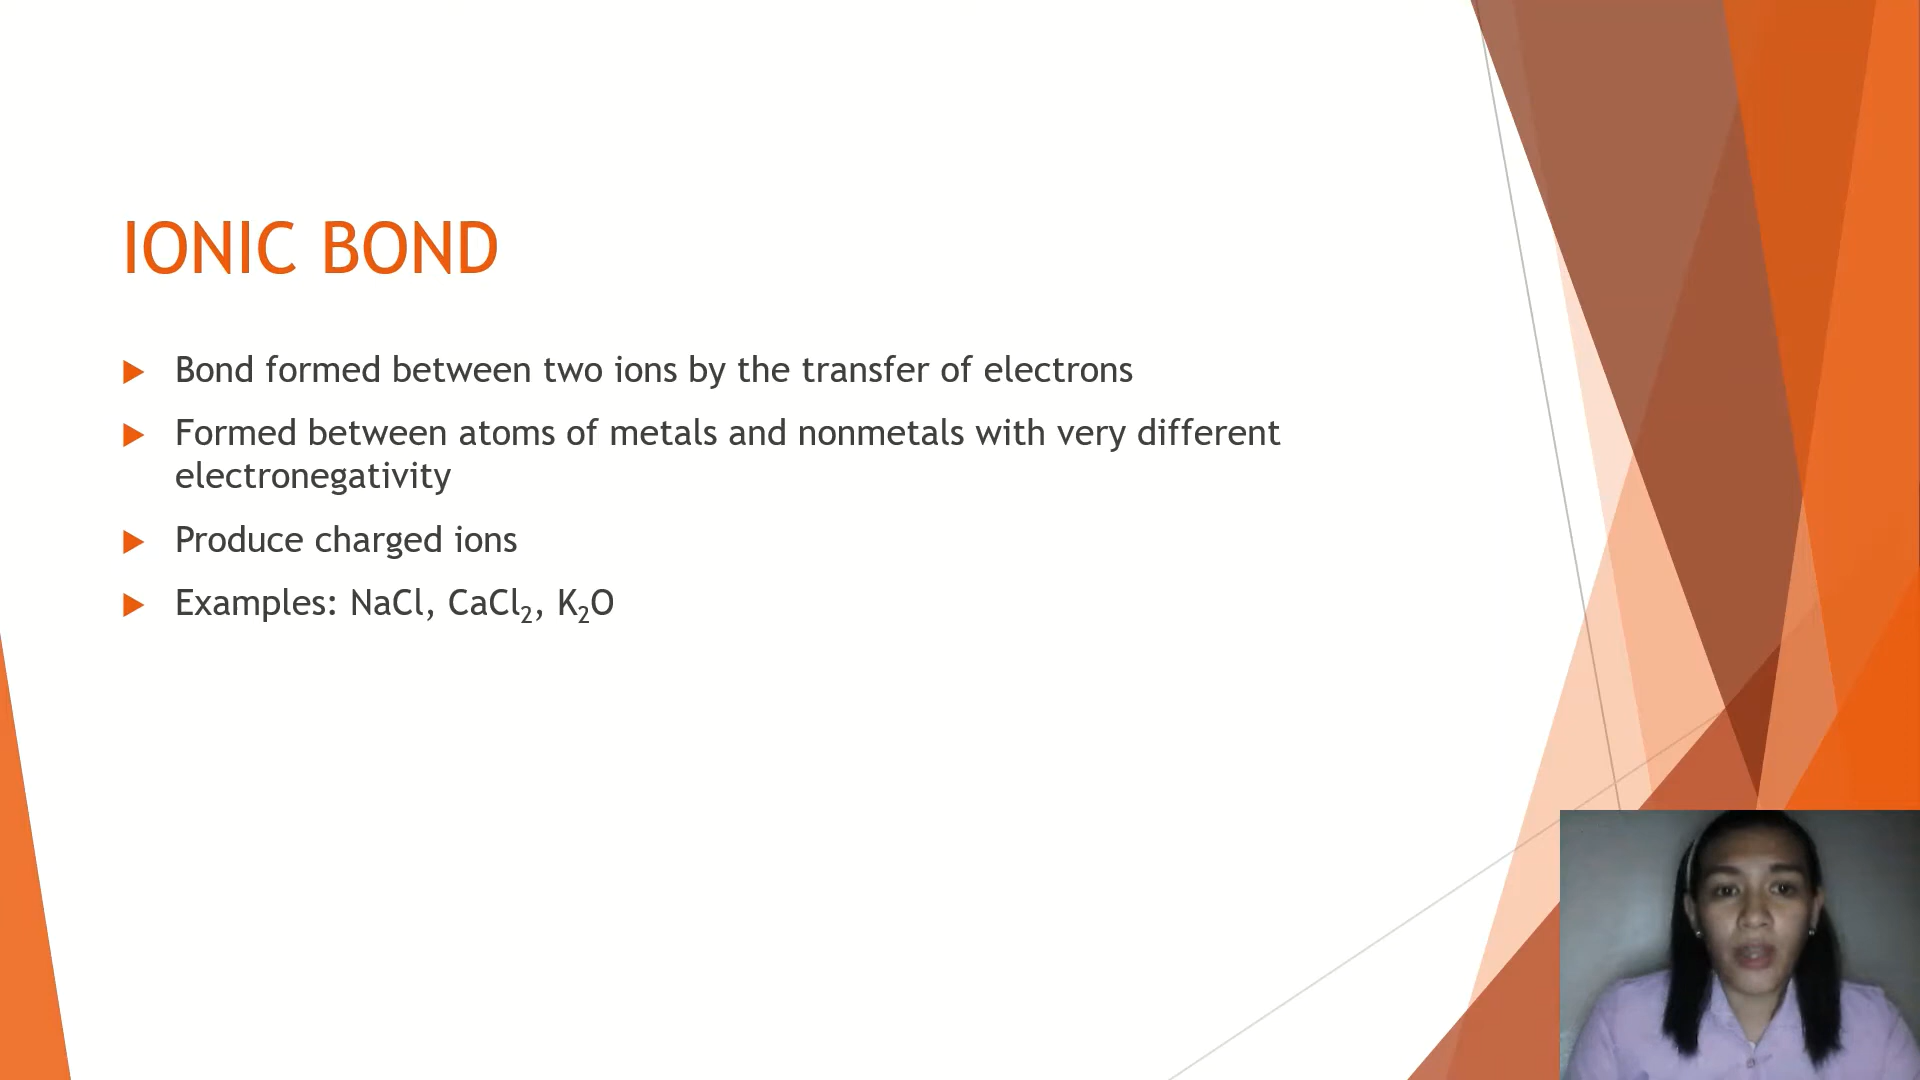 IONIC BOND
Bond formed between two ions by the transfer of electrons
Formed between atoms of metals and nonmetals with very different
electronegativity
Produce charged ions
Examples: NaCl, CaCl₂, K₂O